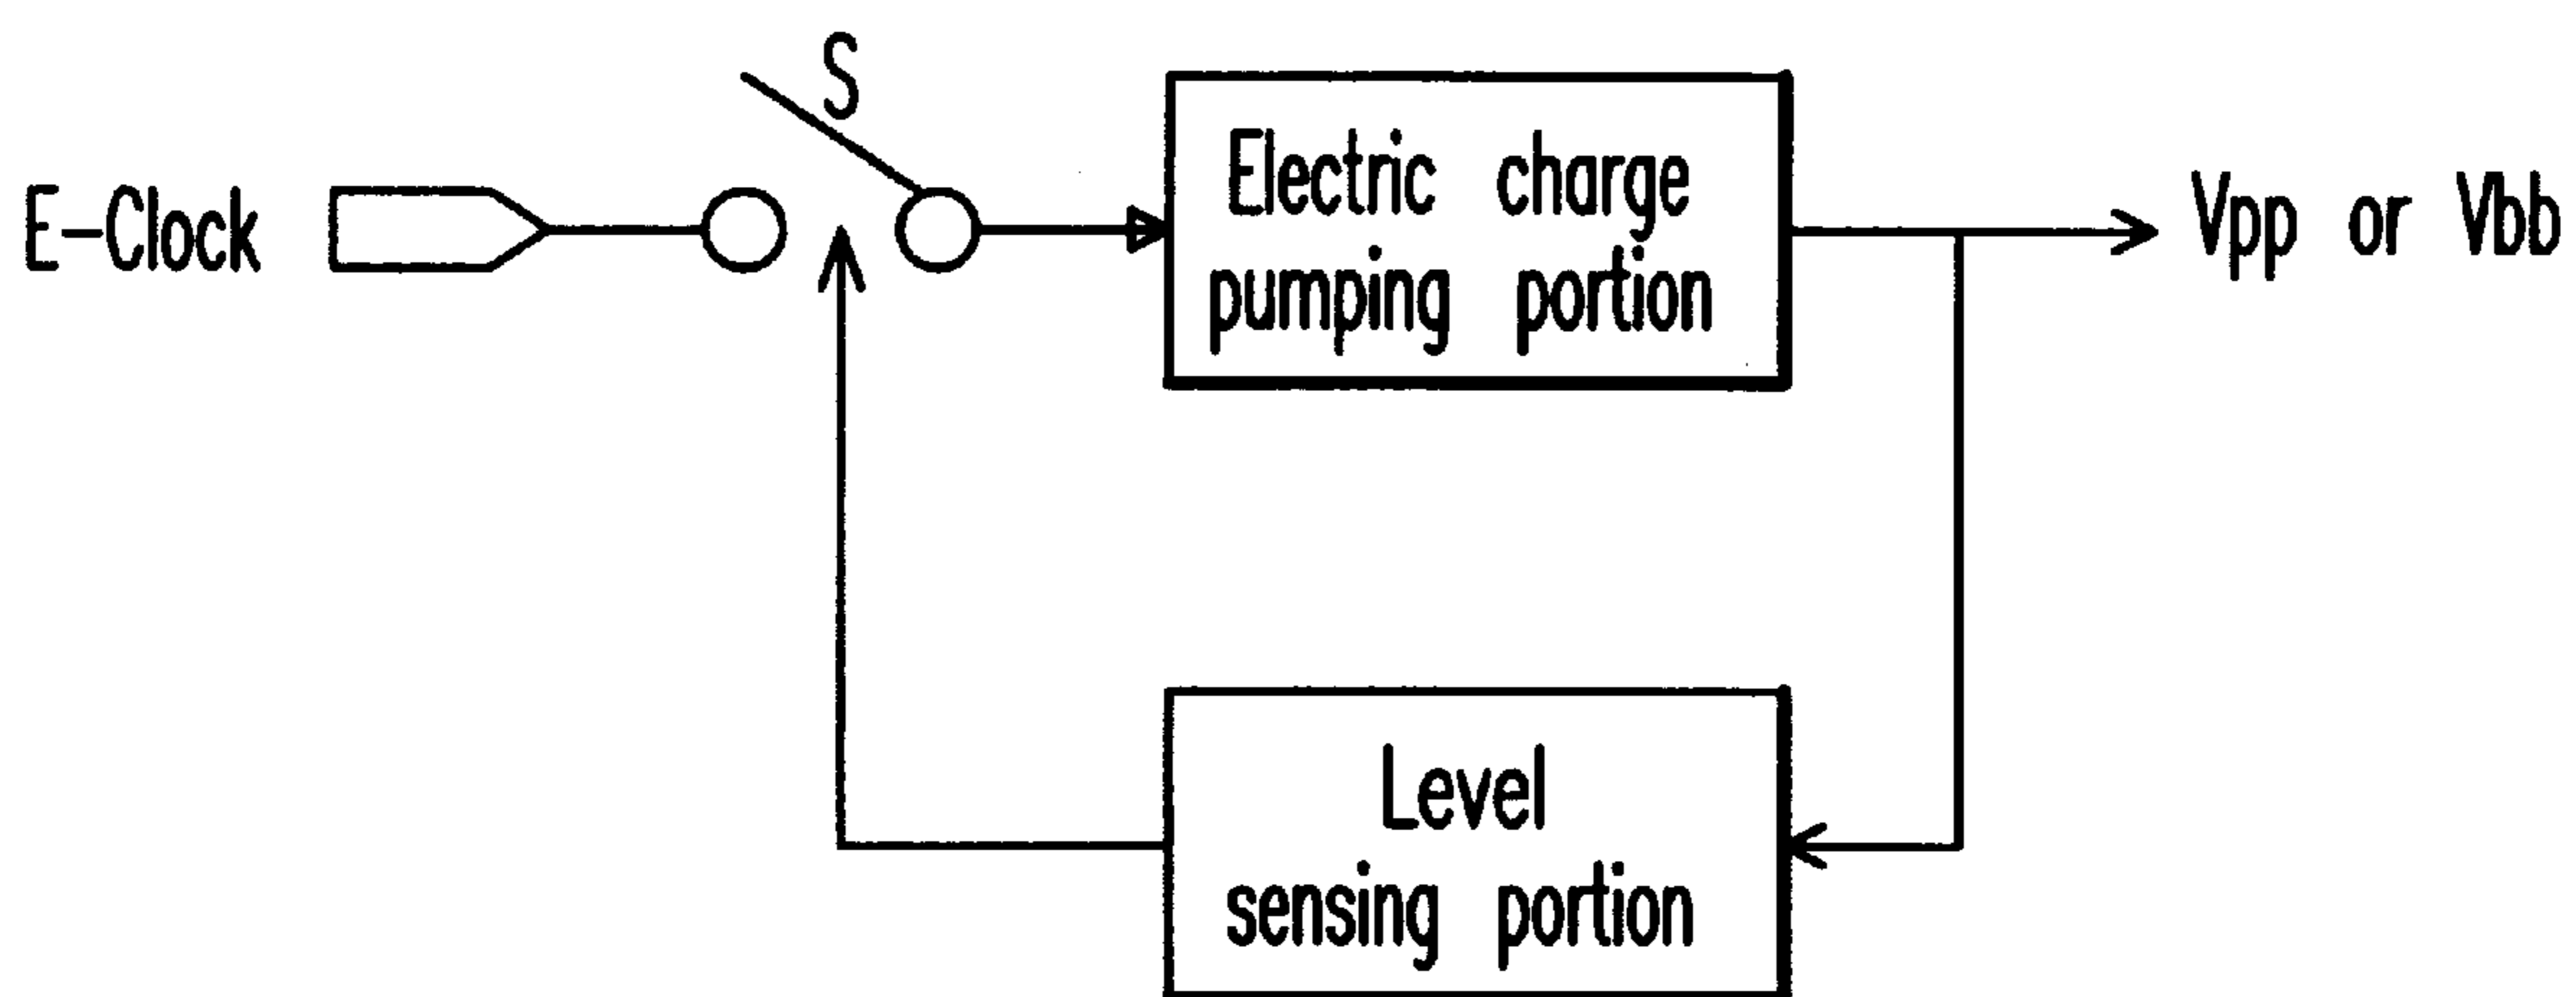 S
E-Clock
Electric charge
pumping portion
Vpp or Vbb
Level
sensing portion